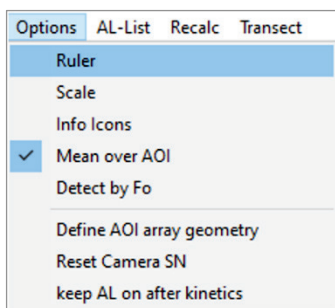 Options AL-List Recalc Transect
Ruler
Scale
Info Icons
Mean over AOI
Detect by Fo
Define AOI array geometry
Reset Camera SN
keep AL on after kinetics